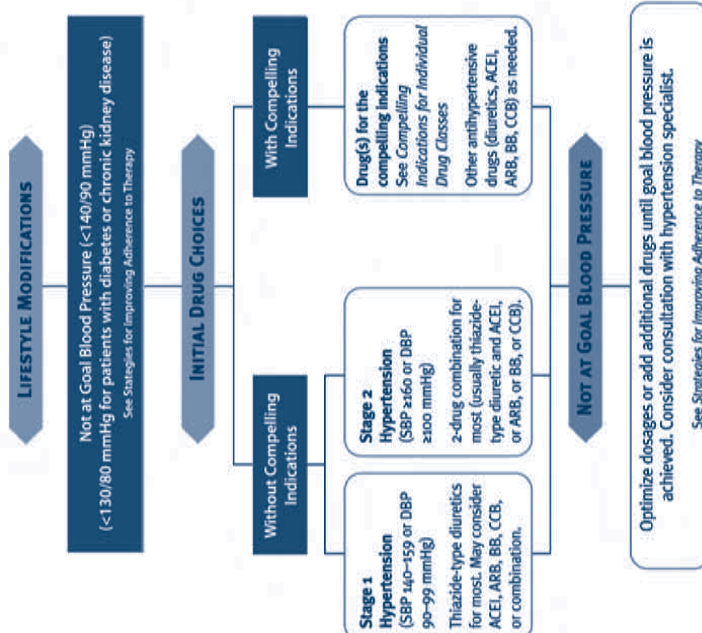 LIFESTYLE MODIFICATIONS
Not at Goal Blood Pressure (<140/90 mmHg)
(<130/80 mmHg for patients with diabetes or chronic kidney disease)
See Stategies for Improving Adherence to Therapy
INITIAL DRUG CHOICES
Without Compelling
Indications
With Compelling
Indications
Stage 1
Hypertension
(SBP 140–159 or DBP
90–99 mmHg)
Thiazide-type diuretics
for most. May consider
ACEI, ARB, BB, CCB,
or combination.
Stage 2
Hypertension
(SBP ≥160 or DBP
≥100 mmHg)
2-drug combination for
most (usually thiazide-
type diuretic and ACEI,
or ARB, or BB, or CCB).
Drug(s) for the
compelling indications
See Compelling
Indications for Individual
Drug Classes
Other antihypertensive
drugs (diuretics, ACEI,
ARB, BB, CCB) as needed.
NOT AT GOAL BLOOD PRESSURE
Optimize dosages or add additional drugs until goal blood pressure is
achieved. Consider consultation with hypertension specialist.
See Strategies for Improving Adherence to Therapy